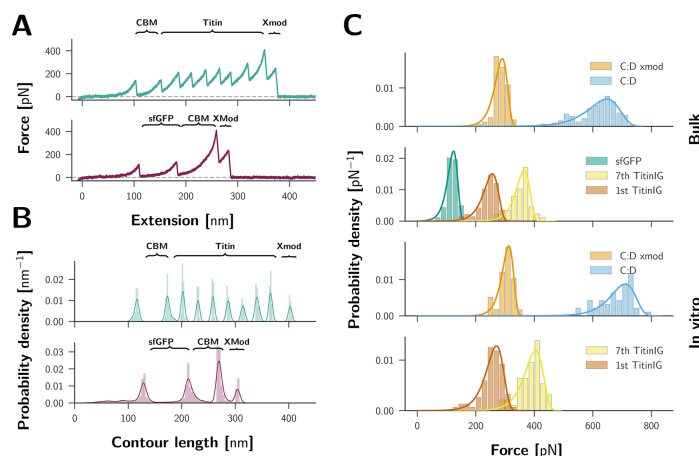 A
CBM
Titin
Xmod
400
200
0
sfGFP
CBM
XMod
400
200
0
Force [pN]
0
100
200
300
400
Extension [nm]
B
CBM
Titin
Xmod
0.02
0.01
0.00
sfGFP
CBM
XMod
0.03
0.02
0.01
0.00
Probability density [nm⁻¹]
0
100
200
300
400
Contour length [nm]
C
C:D xmod
C:D
0.01
0.00
Bulk
sfGFP
7th TitinIG
1st TitinIG
0.02
0.01
0.00
Probability density [pN⁻¹]
C:D xmod
C:D
0.01
0.00
In vitro
7th TitinIG
1st TitinIG
0.01
0.00
0
200
400
600
800
Force [pN]